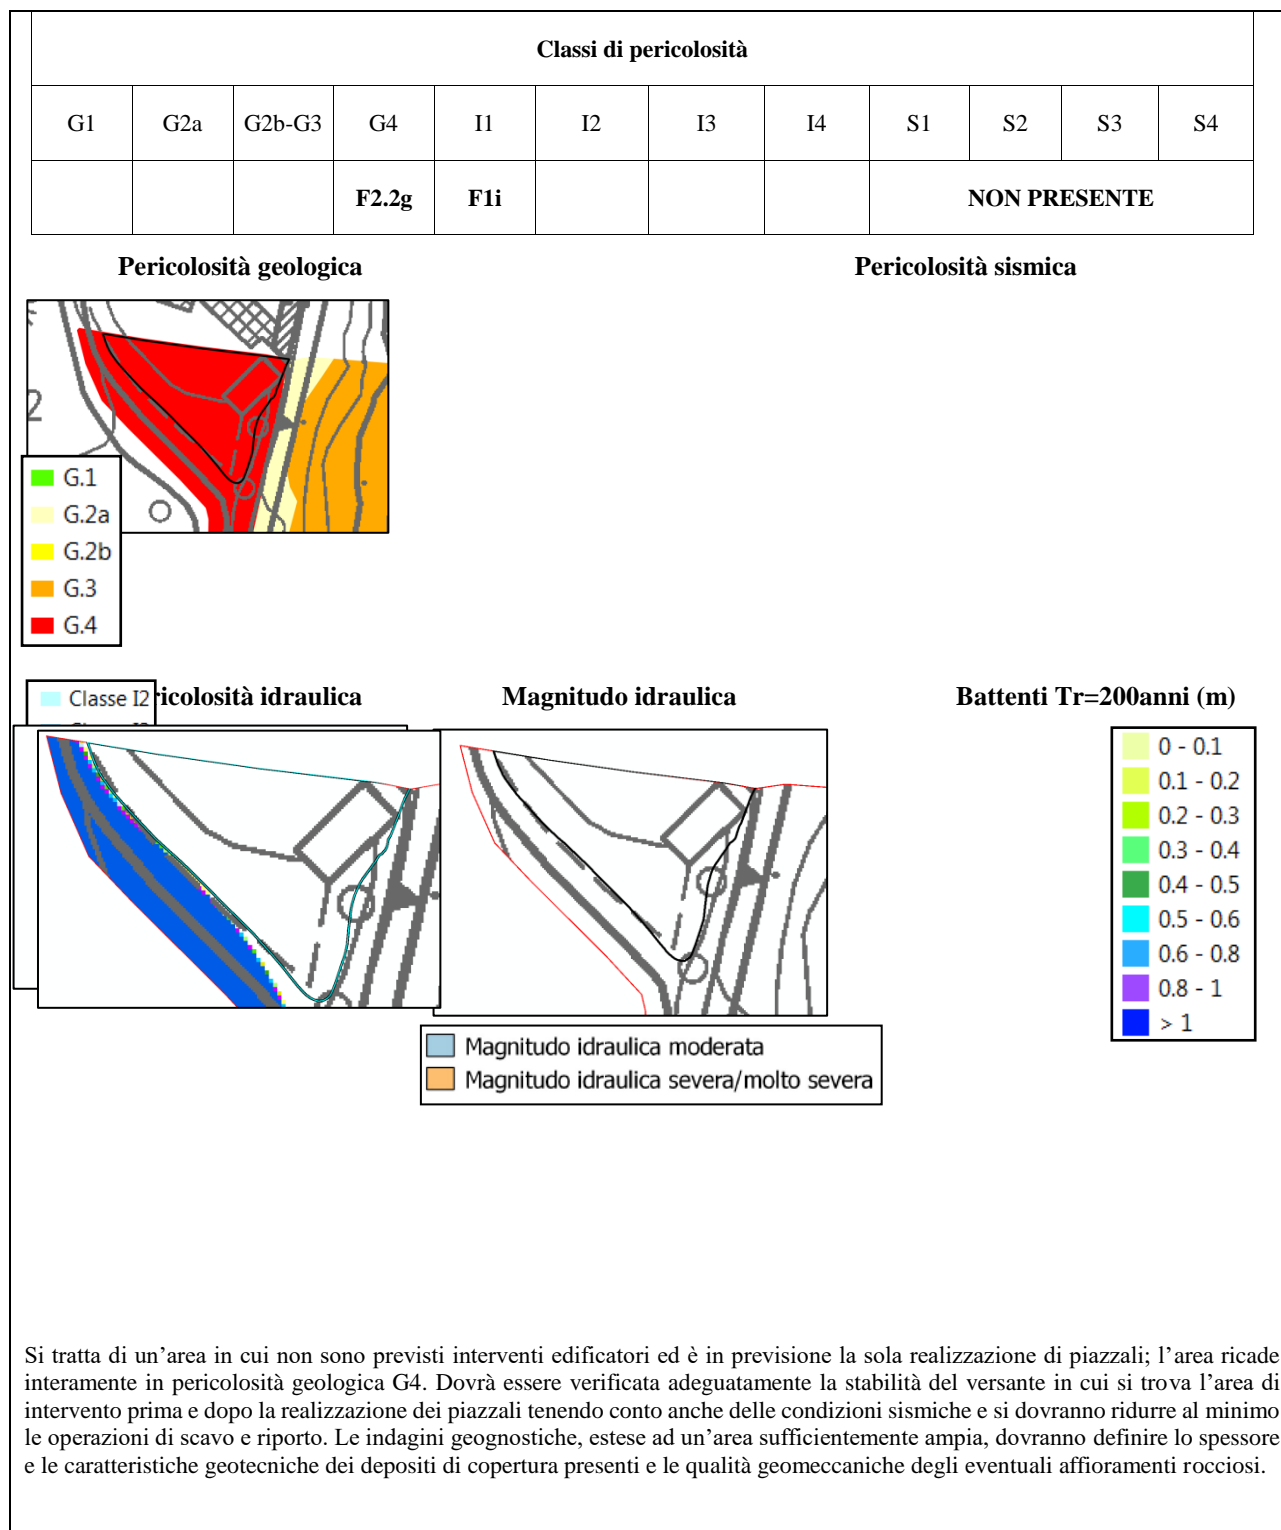 Classi di pericolosità
G1 G2a G2b-G3 G4 I1 I2 I3 I4 S1 S2 S3 S4
F2.2g F1i NON PRESENTE
Pericolosità geologica Pericolosità sismica
2
G.1
G.2a
G.2b
G.3
G.4
Classe I2
ricolosità idraulica Magnitudo idraulica Battenti Tr=200anni (m)
0 - 0.1
0.1 - 0.2
0.2 - 0.3
0.3 - 0.4
0.4 - 0.5
0.5 - 0.6
0.6 - 0.8
0.8 - 1
> 1
Magnitudo idraulica moderata
Magnitudo idraulica severa/molto severa
Si tratta di un’area in cui non sono previsti interventi edificatori ed è in previsione la sola realizzazione di piazzali; l’area ricade
interamente in pericolosità geologica G4. Dovrà essere verificata adeguatamente la stabilità del versante in cui si trova l’area di
intervento prima e dopo la realizzazione dei piazzali tenendo conto anche delle condizioni sismiche e si dovranno ridurre al minimo
le operazioni di scavo e riporto. Le indagini geognostiche, estese ad un’area sufficientemente ampia, dovranno definire lo spessore
e le caratteristiche geotecniche dei depositi di copertura presenti e le qualità geomeccaniche degli eventuali affioramenti rocciosi.